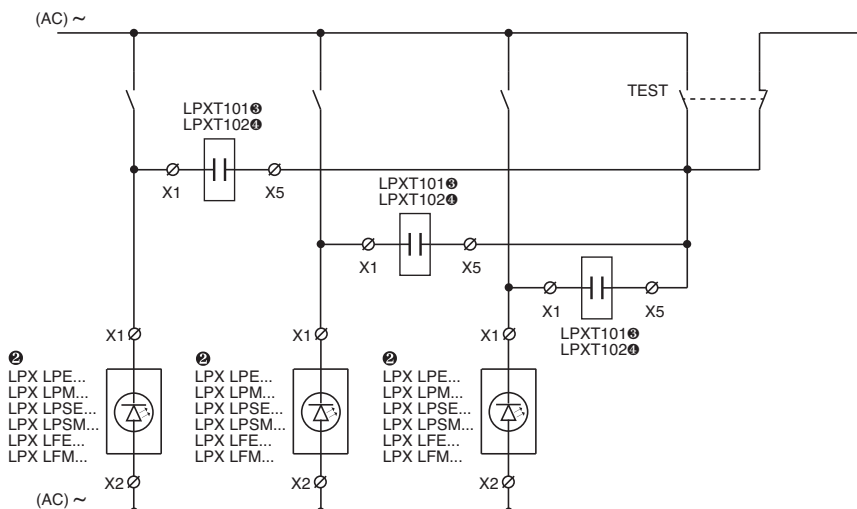 (AC) ~
TEST
LPXT101❸
LPXT102❹
X1
X5
LPXT101❸
LPXT102❹
X1
X5
X1
X5
LPXT101❸
LPXT102❹
X1
X1
X1
❷
LPX LPE...
LPX LPM...
LPX LPSE...
LPX LPSM...
LPX LFE...
LPX LFM...
❷
LPX LPE...
LPX LPM...
LPX LPSE...
LPX LPSM...
LPX LFE...
LPX LFM...
❷
LPX LPE...
LPX LPM...
LPX LPSE...
LPX LPSM...
LPX LFE...
LPX LFM...
X2
X2
X2
(AC) ~